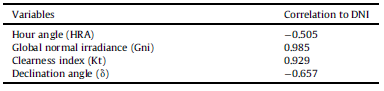 Variables Correlation to DNI
Hour angle (HRA) −0.505
Global normal irradiance (Gni) 0.985
Clearness index (Kt) 0.929
Declination angle (δ) −0.657